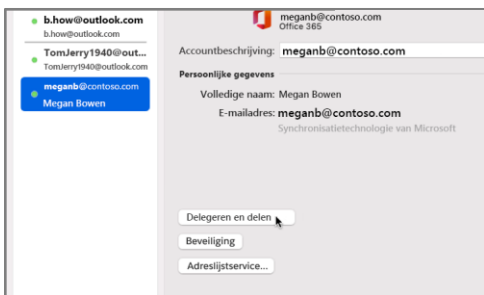 b.how@outlook.com
b.how@outlook.com
TomJerry1940@out...
TomJerry1940@outlook.com
meganb@contoso.com
Megan Bowen
meganb@contoso.com
Office 365
Accountbeschrijving: meganb@contoso.com
Persoonlijke gegevens
Volledige naam: Megan Bowen
E-mailadres: meganb@contoso.com
Synchronisatietechnologie van Microsoft
Delegeren en delen
Beveiliging
Adreslijstservice...